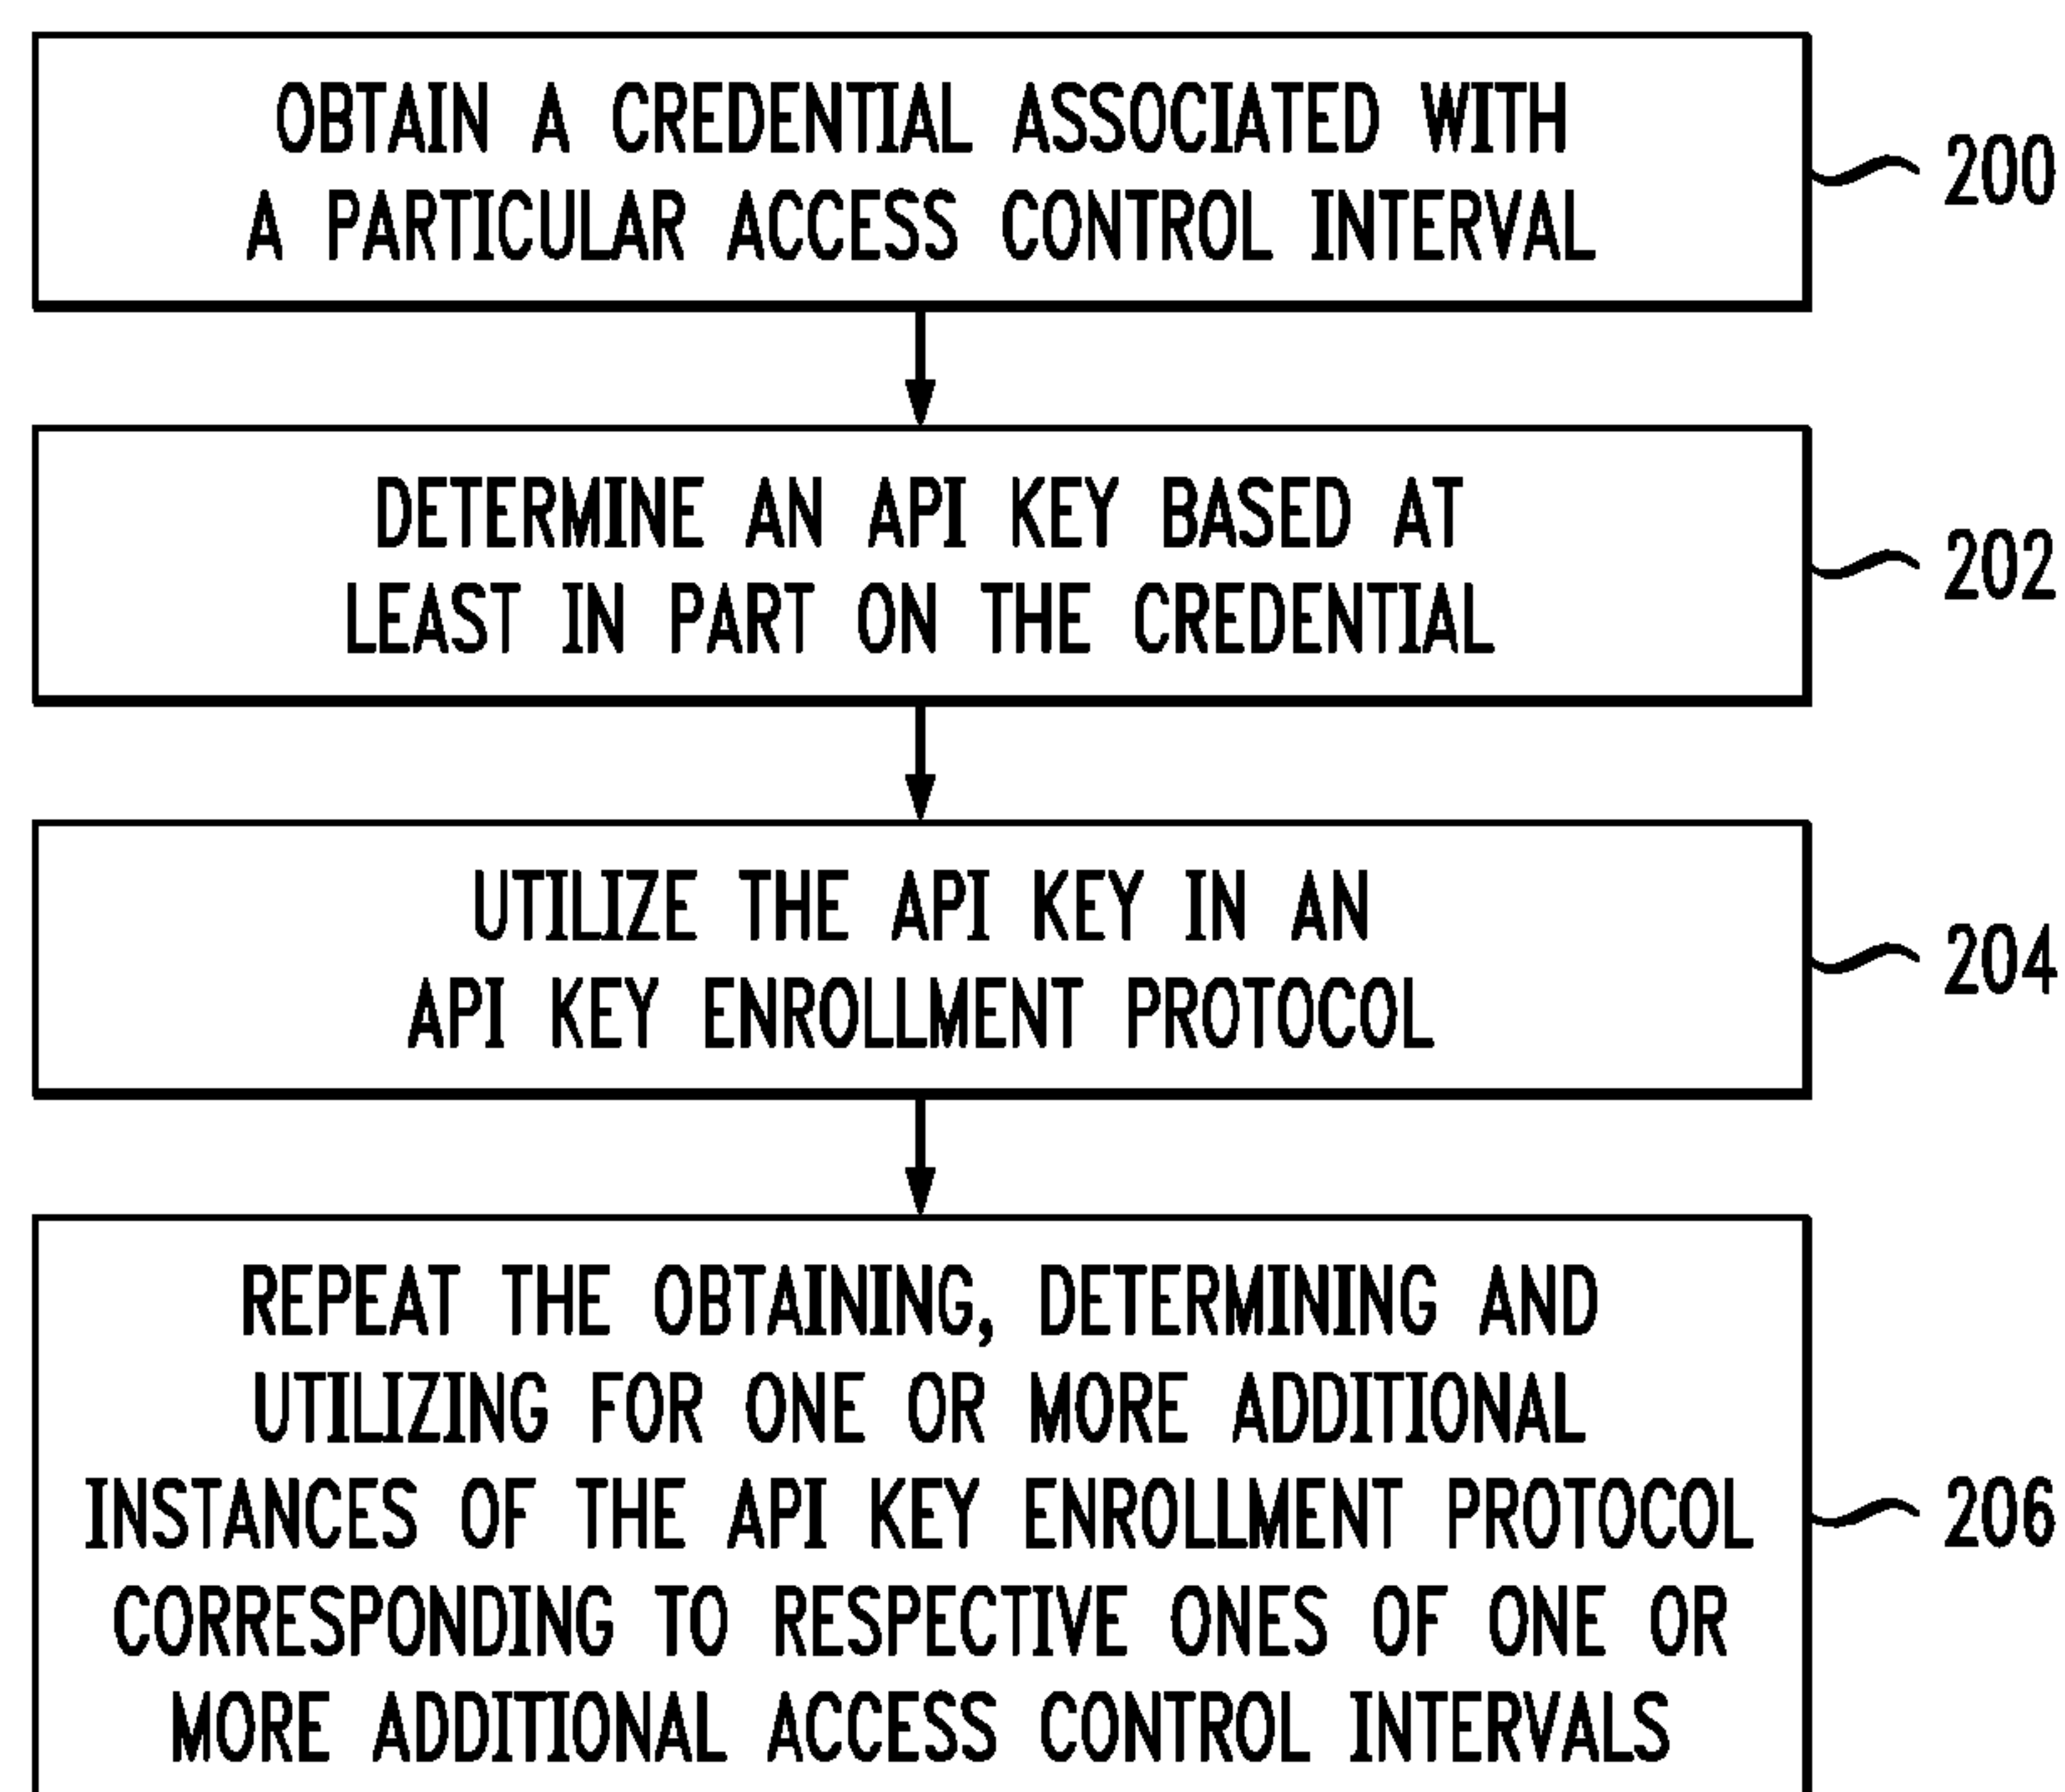 OBTAIN A CREDENTIAL ASSOCIATED WITH
A PARTICULAR ACCESS CONTROL INTERVAL
200
DETERMINE AN API KEY BASED AT
LEAST IN PART ON THE CREDENTIAL
202
UTILIZE THE API KEY IN AN
API KEY ENROLLMENT PROTOCOL
204
REPEAT THE OBTAINING, DETERMINING AND
UTILIZING FOR ONE OR MORE ADDITIONAL
INSTANCES OF THE API KEY ENROLLMENT PROTOCOL
CORRESPONDING TO RESPECTIVE ONES OF ONE OR
MORE ADDITIONAL ACCESS CONTROL INTERVALS
206